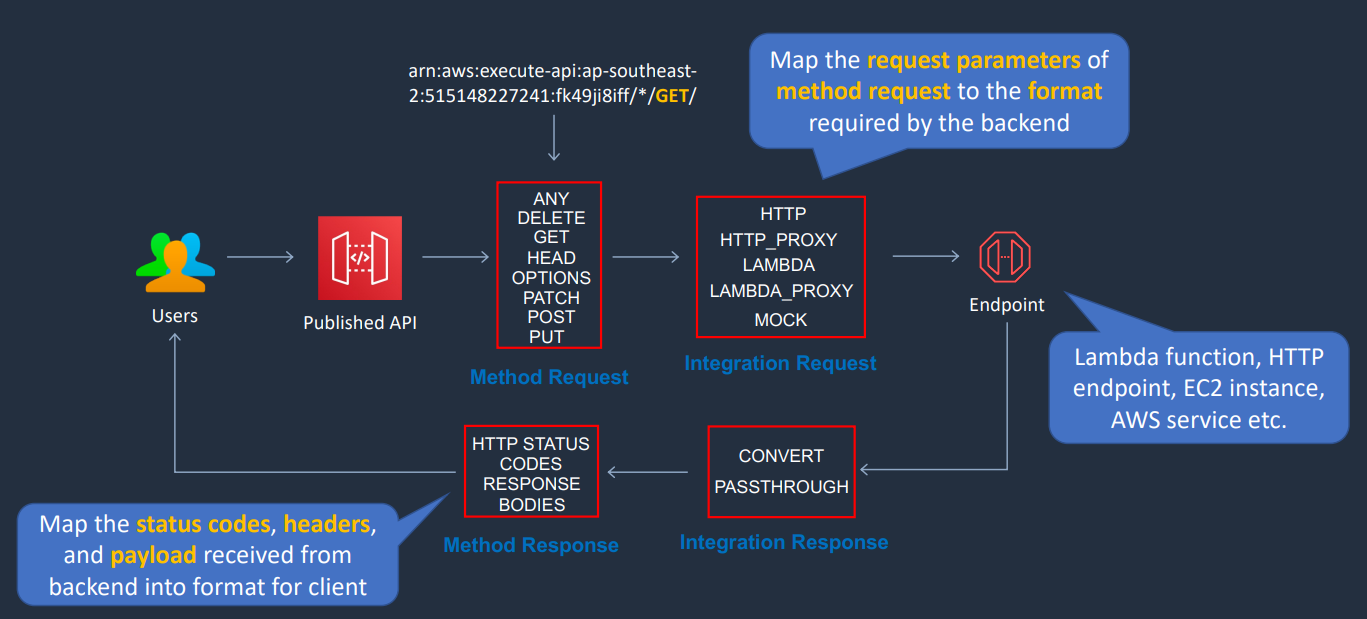 arn:aws:execute-api:ap-southeast-
2:515148227241:fk49ji8iff/*/GET/
Map the request parameters of
method request to the format
required by the backend
Users
Published API
ANY
DELETE
GET
HEAD
OPTIONS
PATCH
POST
PUT
Method Request
HTTP
HTTP_PROXY
LAMBDA
LAMBDA_PROXY
MOCK
Integration Request
Endpoint
Lambda function, HTTP
endpoint, EC2 instance,
AWS service etc.
CONVERT
PASSTHROUGH
Integration Response
HTTP STATUS
CODES
RESPONSE
BODIES
Method Response
Map the status codes, headers,
and payload received from
backend into format for client